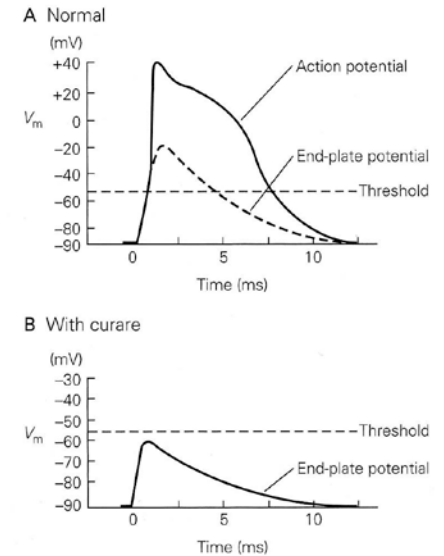 A Normal
(mV)
+40
Action potential
+20
Vm
0
–20
End-plate potential
–40
Threshold
–60
–80
–90
0
5
10
Time (ms)
B With curare
(mV)
–30
–40
–50
Vm
Threshold
–60
–70
End-plate potential
–80
–90
0
5
10
Time (ms)